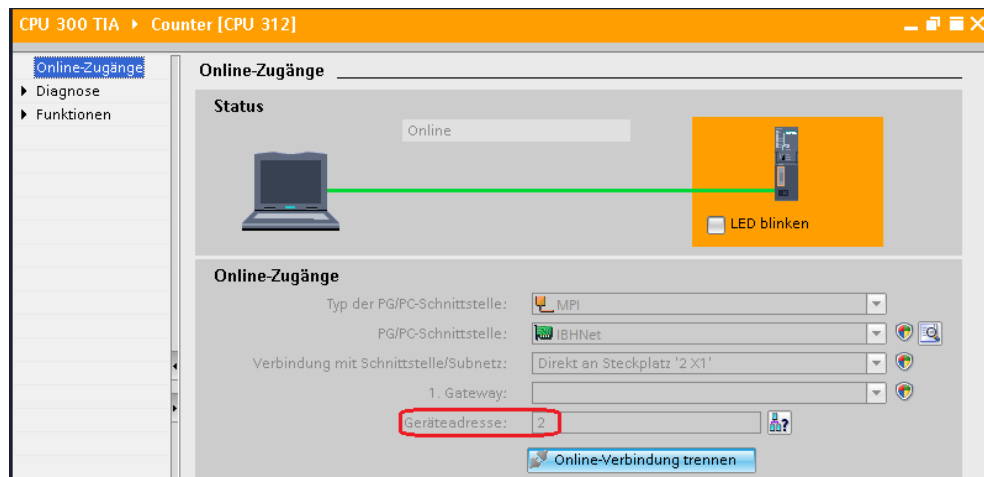 CPU 300 TIA ▸ Counter [CPU 312]
Online-Zugänge
Diagnose
Funktionen
Online-Zugänge
Status
Online
LED blinken
Online-Zugänge
Typ der PG/PC-Schnittstelle: MPI
PG/PC-Schnittstelle: IBHNet
Verbindung mit Schnittstelle/Subnetz: Direkt an Steckplatz '2 X1'
1. Gateway:
Geräteadresse: 2
Online-Verbindung trennen